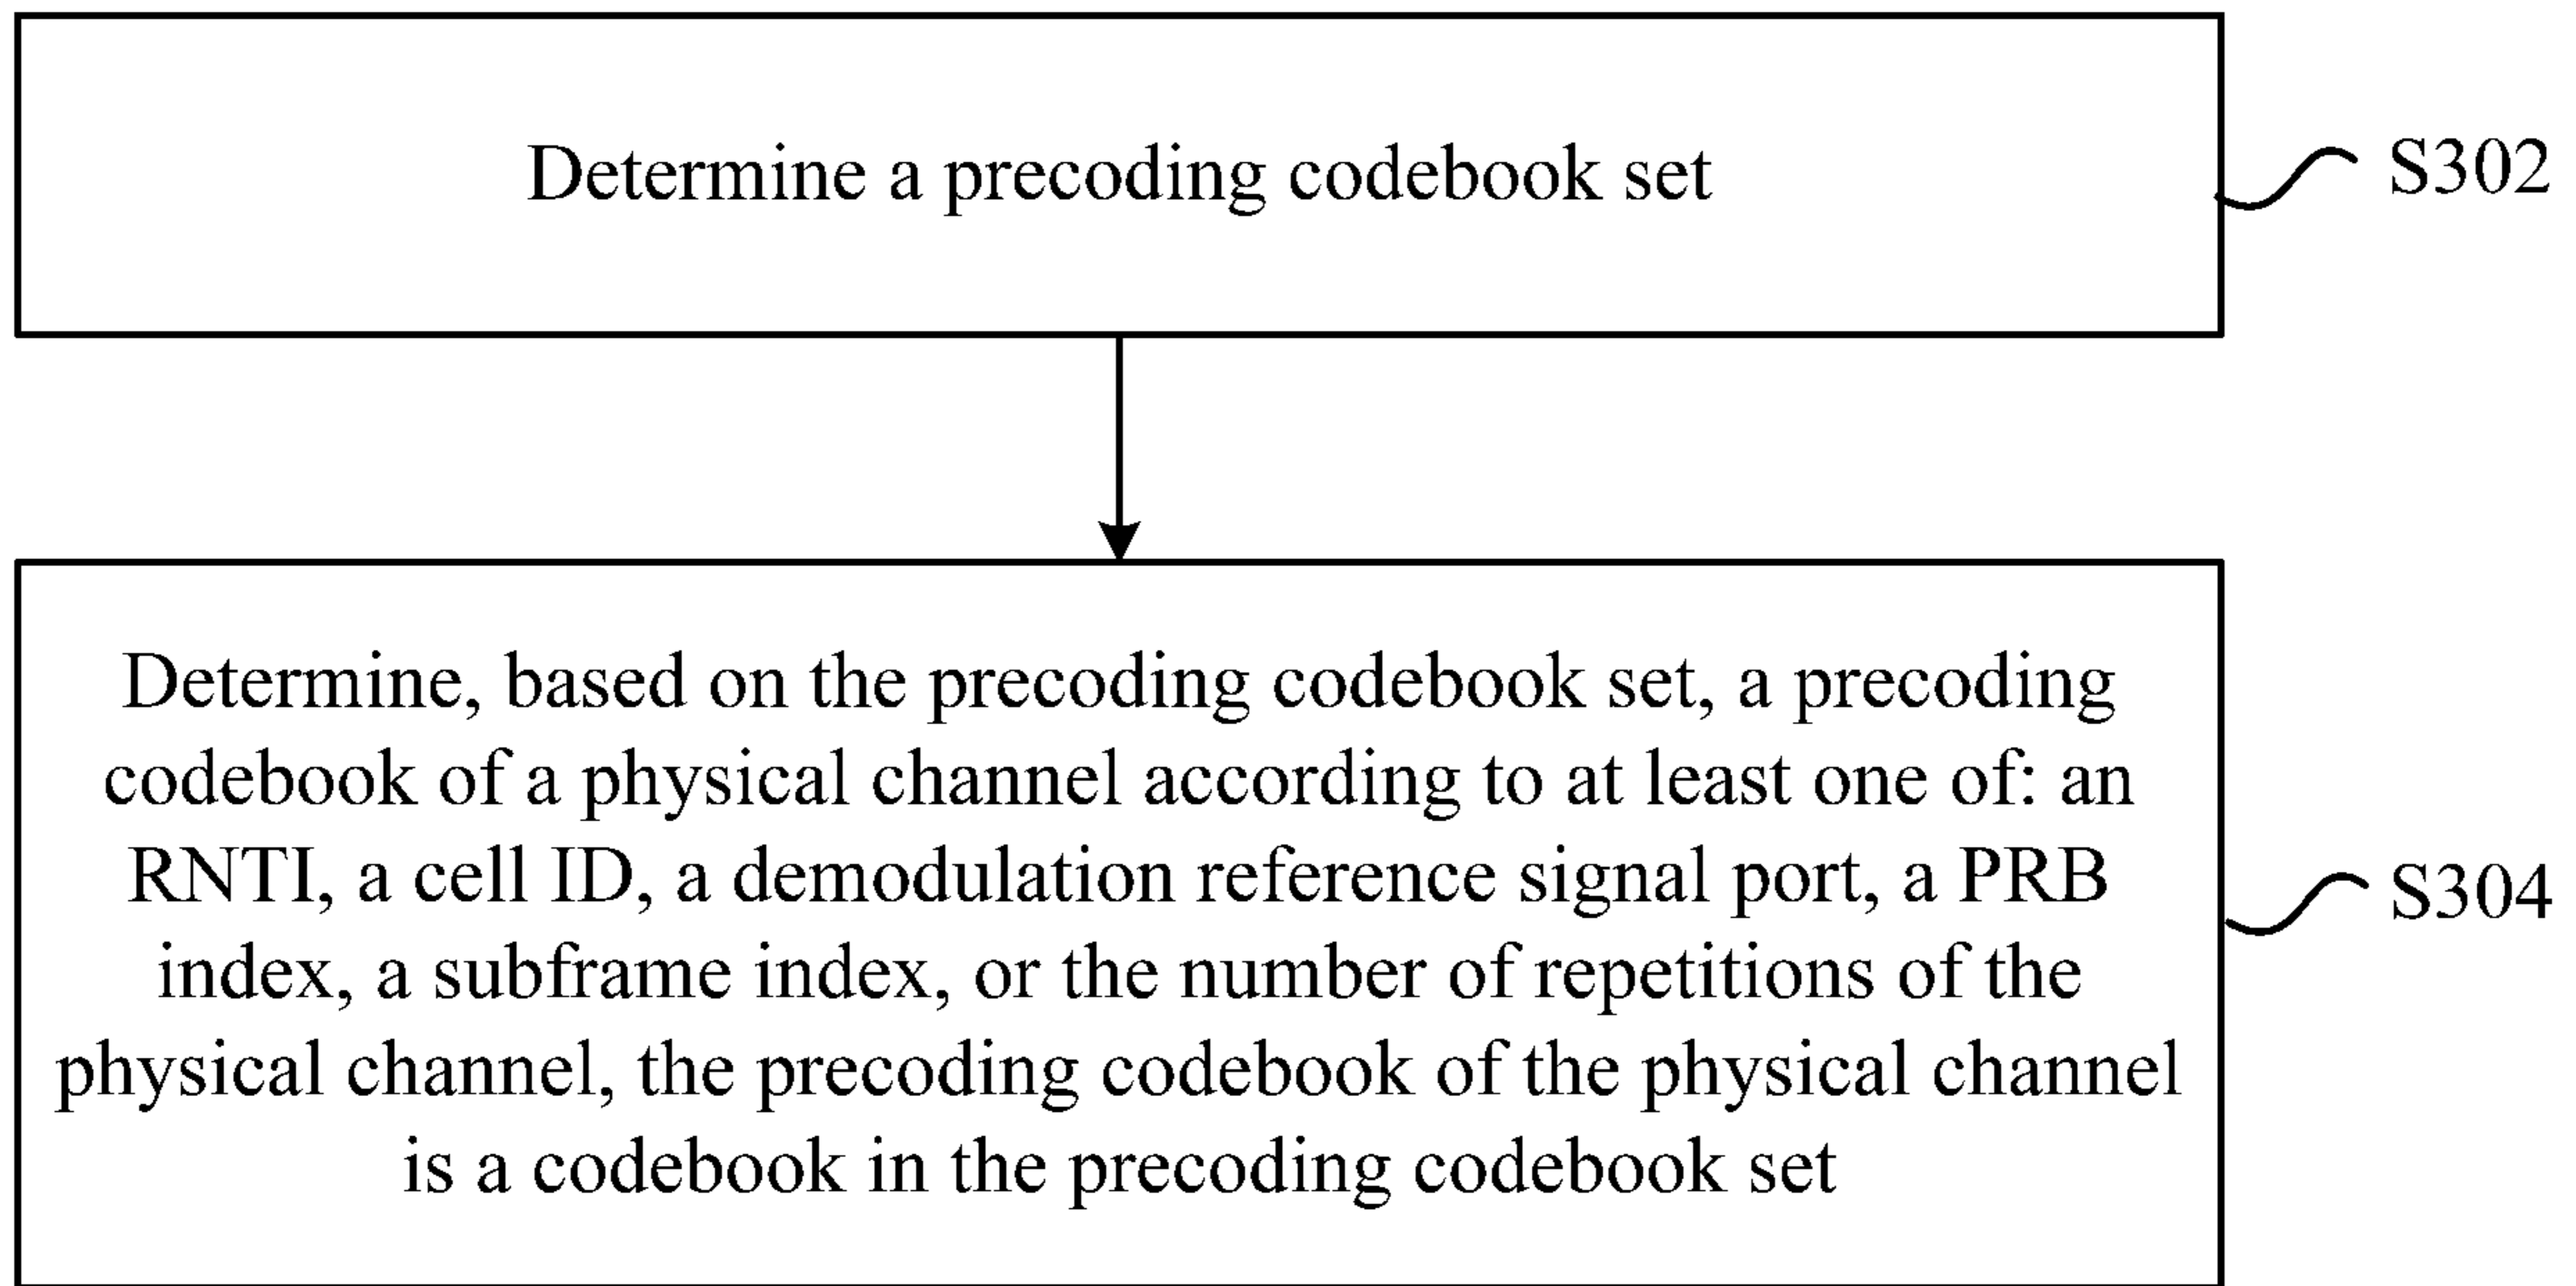 Determine a precoding codebook set
S302
Determine, based on the precoding codebook set, a precoding
codebook of a physical channel according to at least one of: an
RNTI, a cell ID, a demodulation reference signal port, a PRB
index, a subframe index, or the number of repetitions of the
physical channel, the precoding codebook of the physical channel
is a codebook in the precoding codebook set
S304